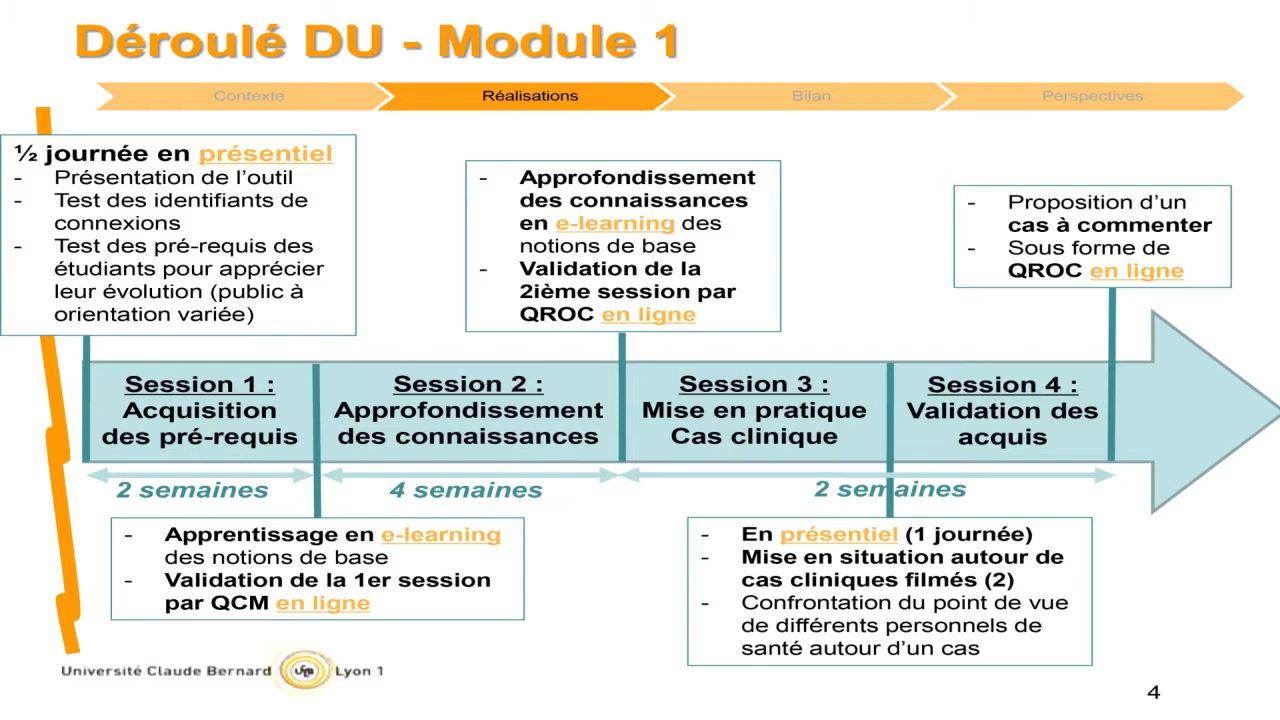 Déroulé DU - Module 1
Contexte
Réalisations
Bilan
Perspectives
½ journée en présentiel
- Présentation de l'outil
- Test des identifiants de
connexions
- Test des pré-requis des
étudiants pour apprécier
leur évolution (public à
orientation variée)
- Approfondissement
des connaissances
en e-learning des
notions de base
- Validation de la
2ième session par
QROC en ligne
- Proposition d'un
cas à commenter
- Sous forme de
QROC en ligne
Session 1 :
Acquisition
des pré-requis
Session 2 :
Approfondissement
des connaissances
Session 3 :
Mise en pratique
Cas clinique
Session 4 :
Validation des
acquis
2 semaines
4 semaines
2 semaines
- Apprentissage en e-learning
des notions de base
- Validation de la 1er session
par QCM en ligne
- En présentiel (1 journée)
- Mise en situation autour de
cas cliniques filmés (2)
- Confrontation du point de vue
de différents personnels de
santé autour d'un cas
Université Claude Bernard Lyon 1
4